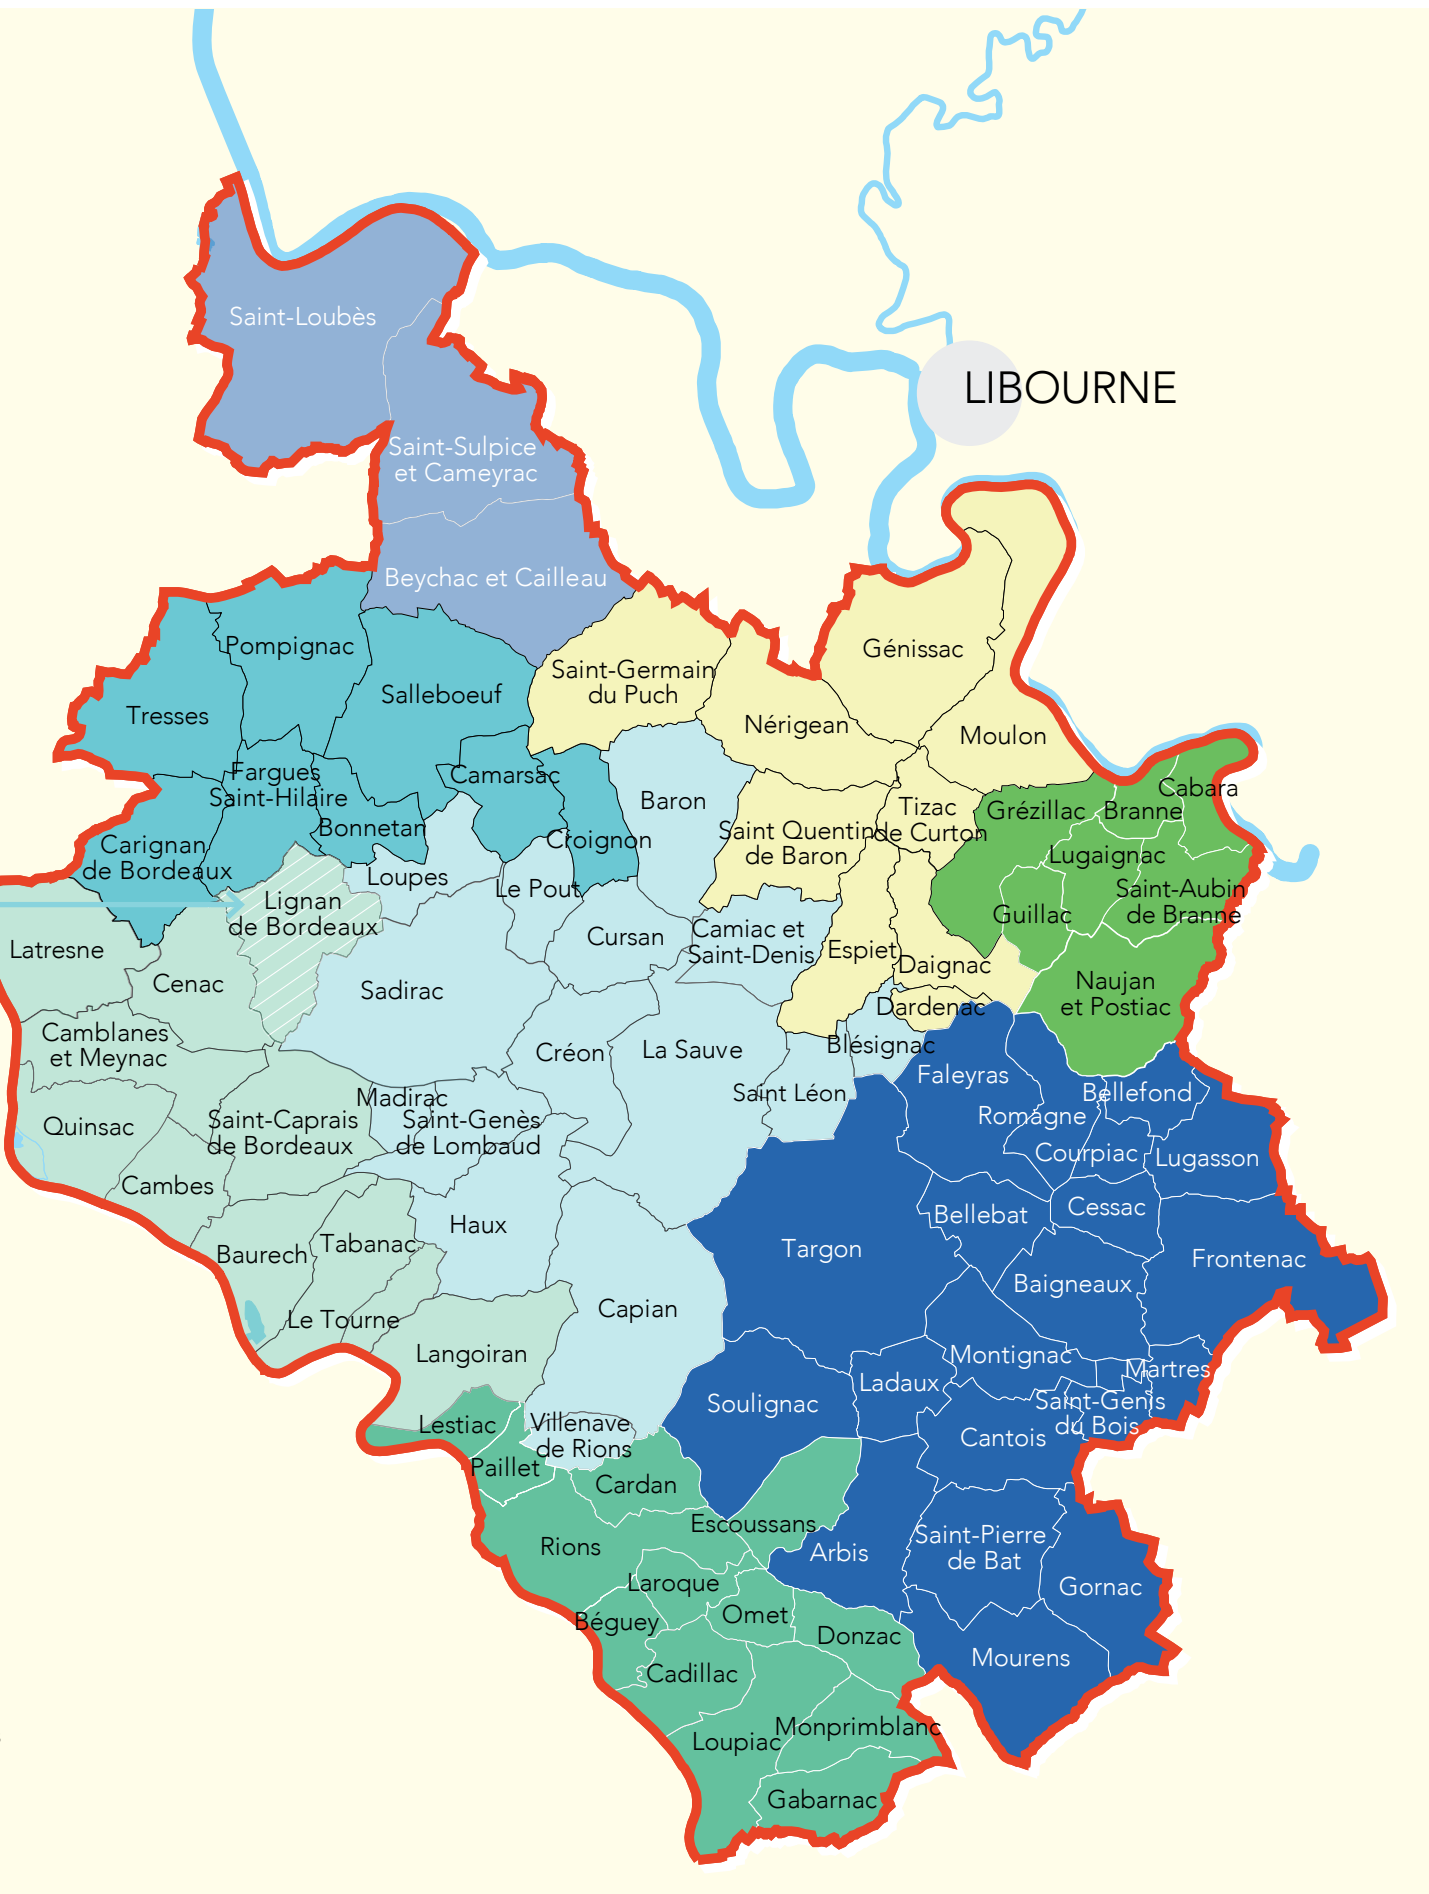 Saint-Loubès
LIBOURNE
Saint-Sulpice
et Cameyrac
Beychac et Cailleau
Pompignac
Génissac
Saint-Germain
du Puch
Salleboeuf
Tresses
Nérigean
Moulon
Fargues
Saint-Hilaire
Camarsac
Cabara
Baron
Tizac
de Curton
Grézillac
Branne
Bonnetan
Saint Quentin
de Baron
Croignon
Carignan
de Bordeaux
Lugaignac
Loupes
Le Pout
Saint-Aubin
de Branne
Lignan
de Bordeaux
Guillac
Camiac et
Saint-Denis
Cursan
Latresne
Espiet
Daignac
Cenac
Sadirac
Naujan
et Postiac
Dardenac
Camblanes
et Meynac
Créon
La Sauve
Blésignac
Faleyras
Saint Léon
Bellefond
Madirac
Romagne
Quinsac
Saint-Caprais
de Bordeaux
Saint-Genès
de Lombaud
Courpiac
Lugasson
Cambes
Cessac
Bellebat
Haux
Tabanac
Baurech
Targon
Frontenac
Baigneaux
Capian
Le Tourne
Langoiran
Montignac
Martres
Ladaux
Soulignac
Saint-Genis
du Bois
Lestiac
Villenave
de Rions
Cantois
Paillet
Cardan
Escoussans
Saint-Pierre
de Bat
Rions
Arbis
Laroque
Gornac
Omet
Béguey
Donzac
Mourens
Cadillac
Monprimblanc
Loupiac
Gabarnac